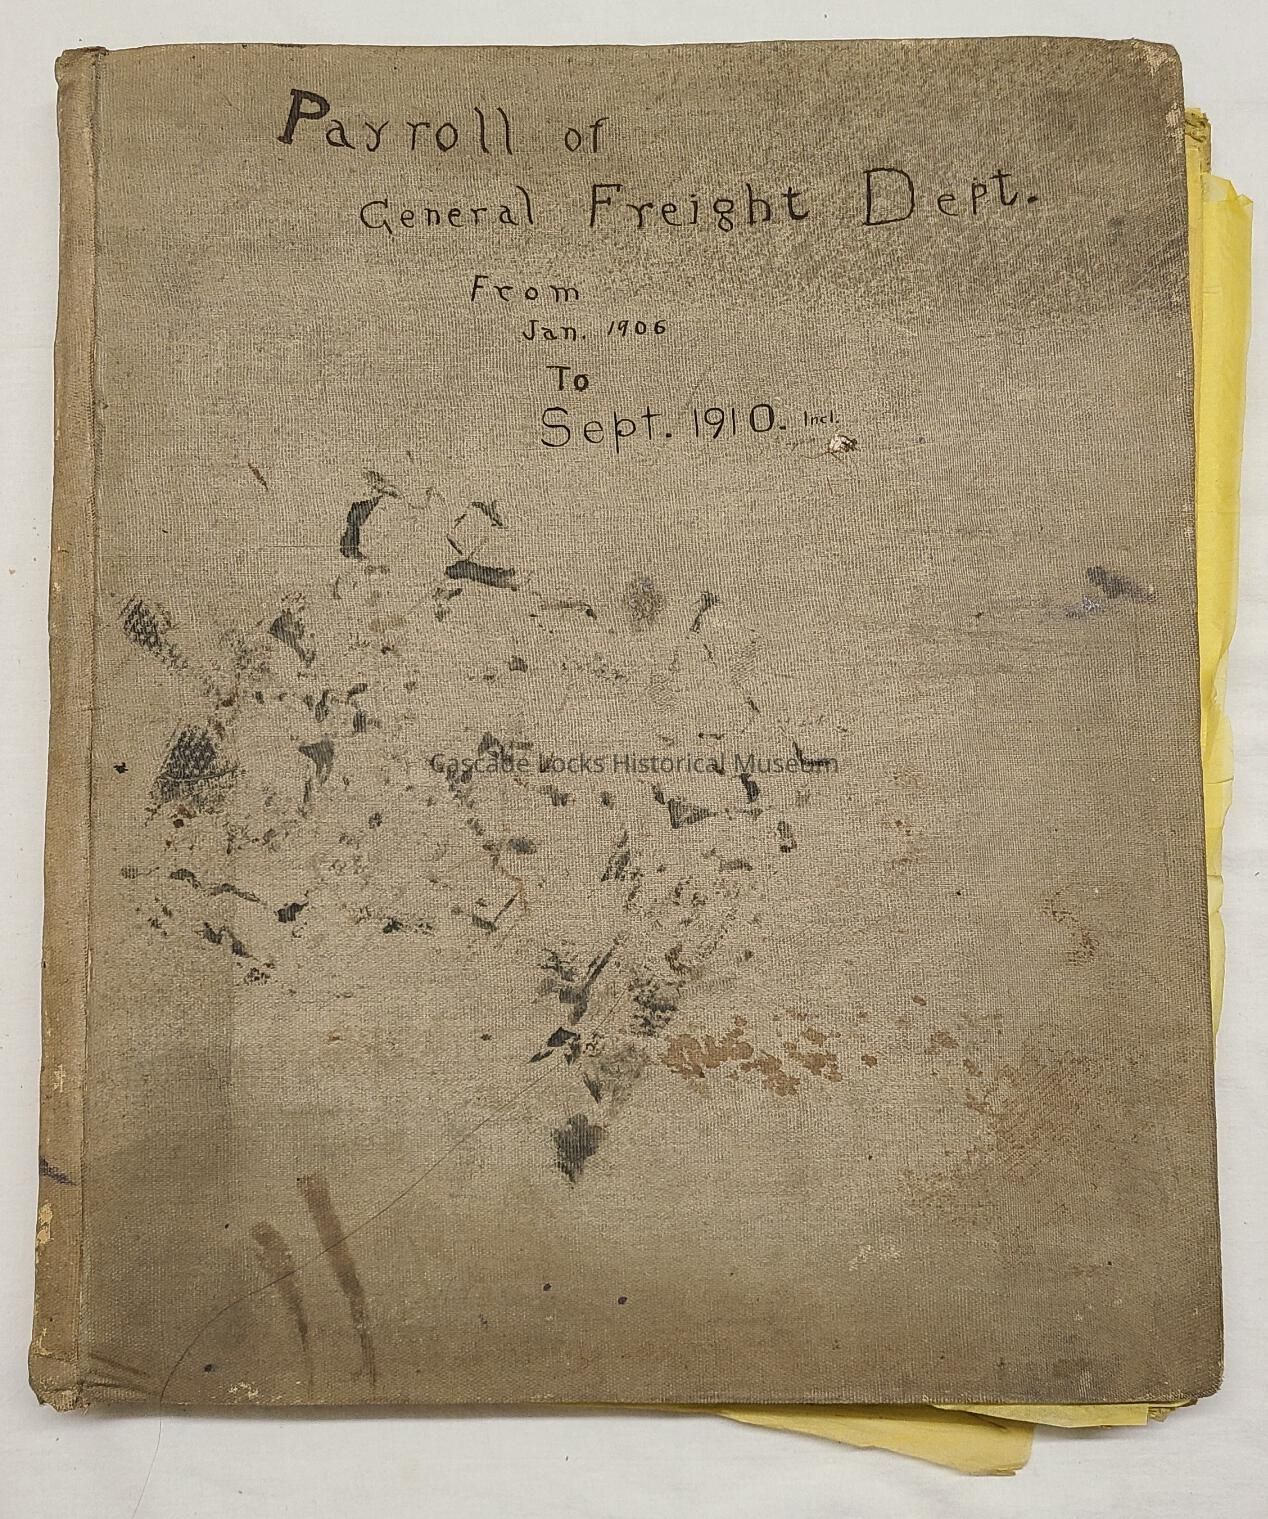 Payroll of
General Freight Dept.
From
Jan. 1906
To
Sept. 1910. Incl.
Cascade Locks Historical Museum